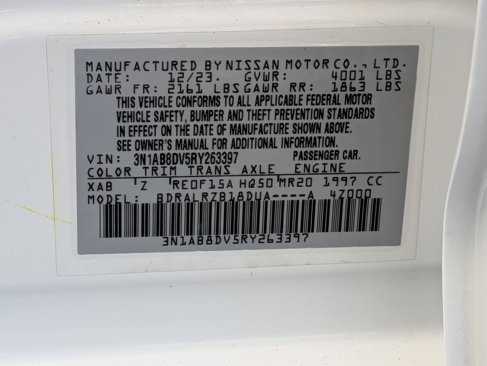 MANUFACTURED BY NISSAN MOTOR CO., LTD.
DATE: 12/23. GVWR: 4001 LBS
GAWR FR: 2161 LBS GAWR RR: 1863 LBS
THIS VEHICLE CONFORMS TO ALL APPLICABLE FEDERAL MOTOR
VEHICLE SAFETY, BUMPER AND THEFT PREVENTION STANDARDS
IN EFFECT ON THE DATE OF MANUFACTURE SHOWN ABOVE.
SEE OWNER'S MANUAL FOR ADDITIONAL INFORMATION.
VIN: 3N1AB8DV5RY263397 PASSENGER CAR.
COLOR TRIM TRANS AXLE ENGINE
XAB Z RE0F15A HQ50 MR20 1997 CC
MODEL: BDRALRZB18DUA----A 4Z000
3N1AB8DV5RY263397